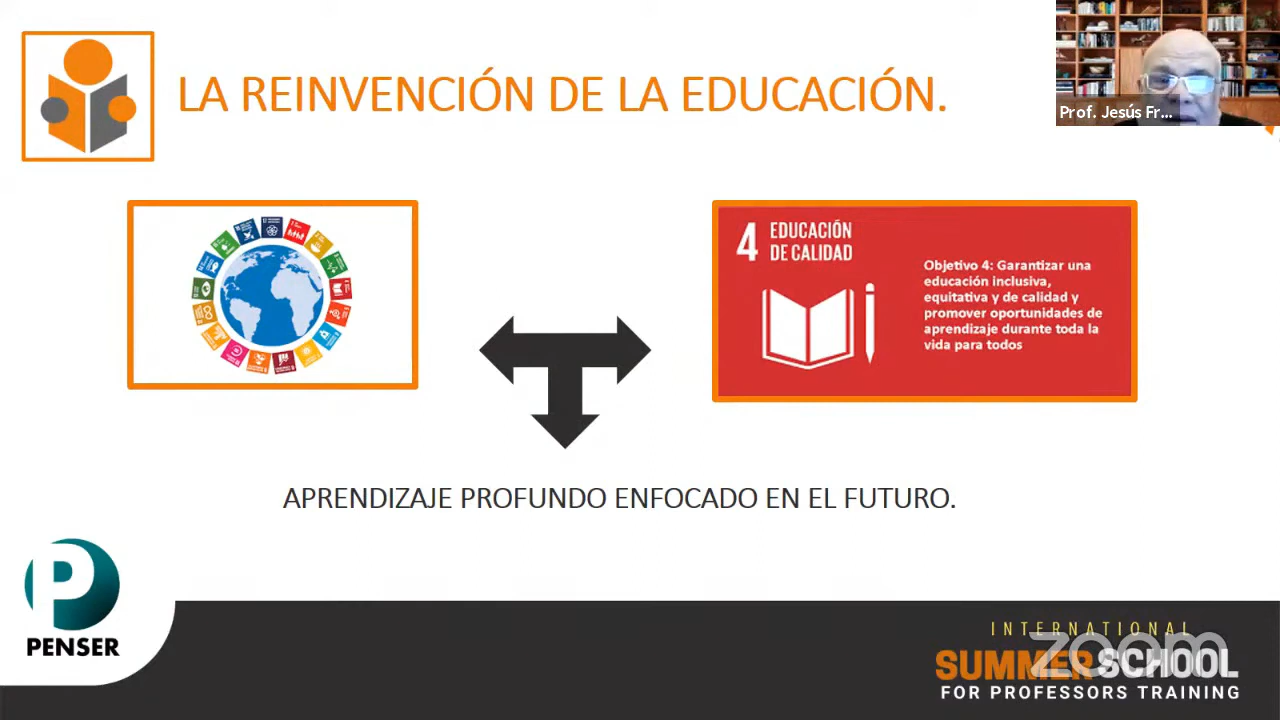 LA REINVENCIÓN DE LA EDUCACIÓN.
Prof. Jesús Fr...
4 EDUCACIÓN
DE CALIDAD
Objetivo 4: Garantizar una
educación inclusiva,
equitativa y de calidad y
promover oportunidades de
aprendizaje durante toda la
vida para todos
APRENDIZAJE PROFUNDO ENFOCADO EN EL FUTURO.
P
PENSER
INTERNATIONAL
zoom
SUMMER SCHOOL
FOR PROFESSORS TRAINING